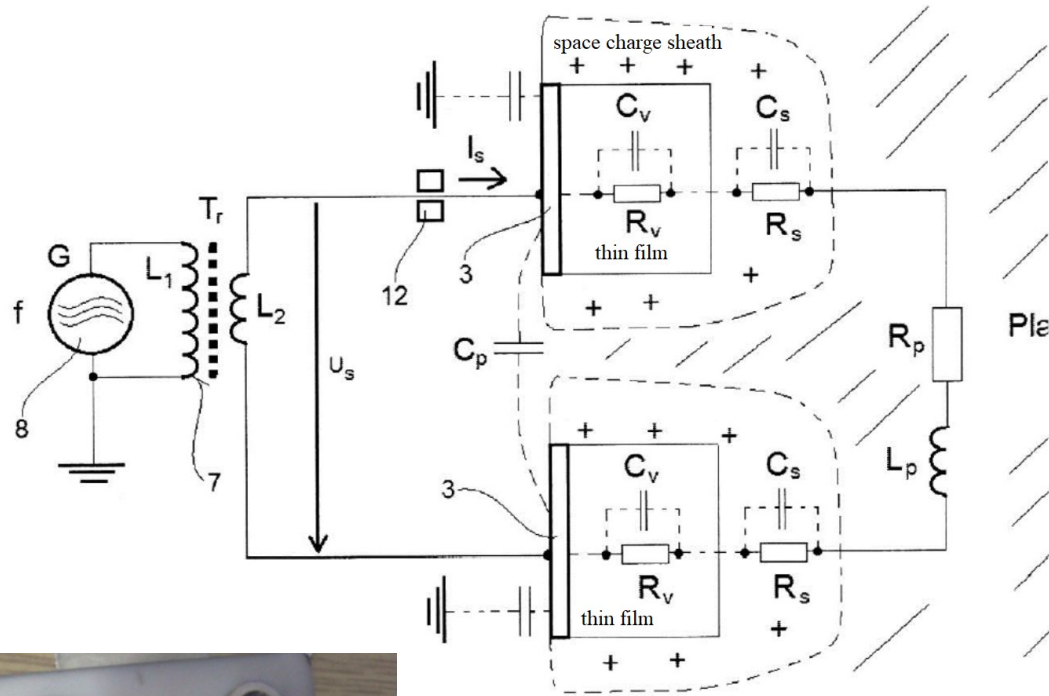 space charge sheath
+ + + +
C_v C_s
I_s
T_r
R_v R_s
G L_1 thin film
3 +
12
f L_2 + +
R_p Pla
C_p
U_s
8
+ + +
7 C_v C_s L_p
3
R_v R_s
thin film
+
+ +